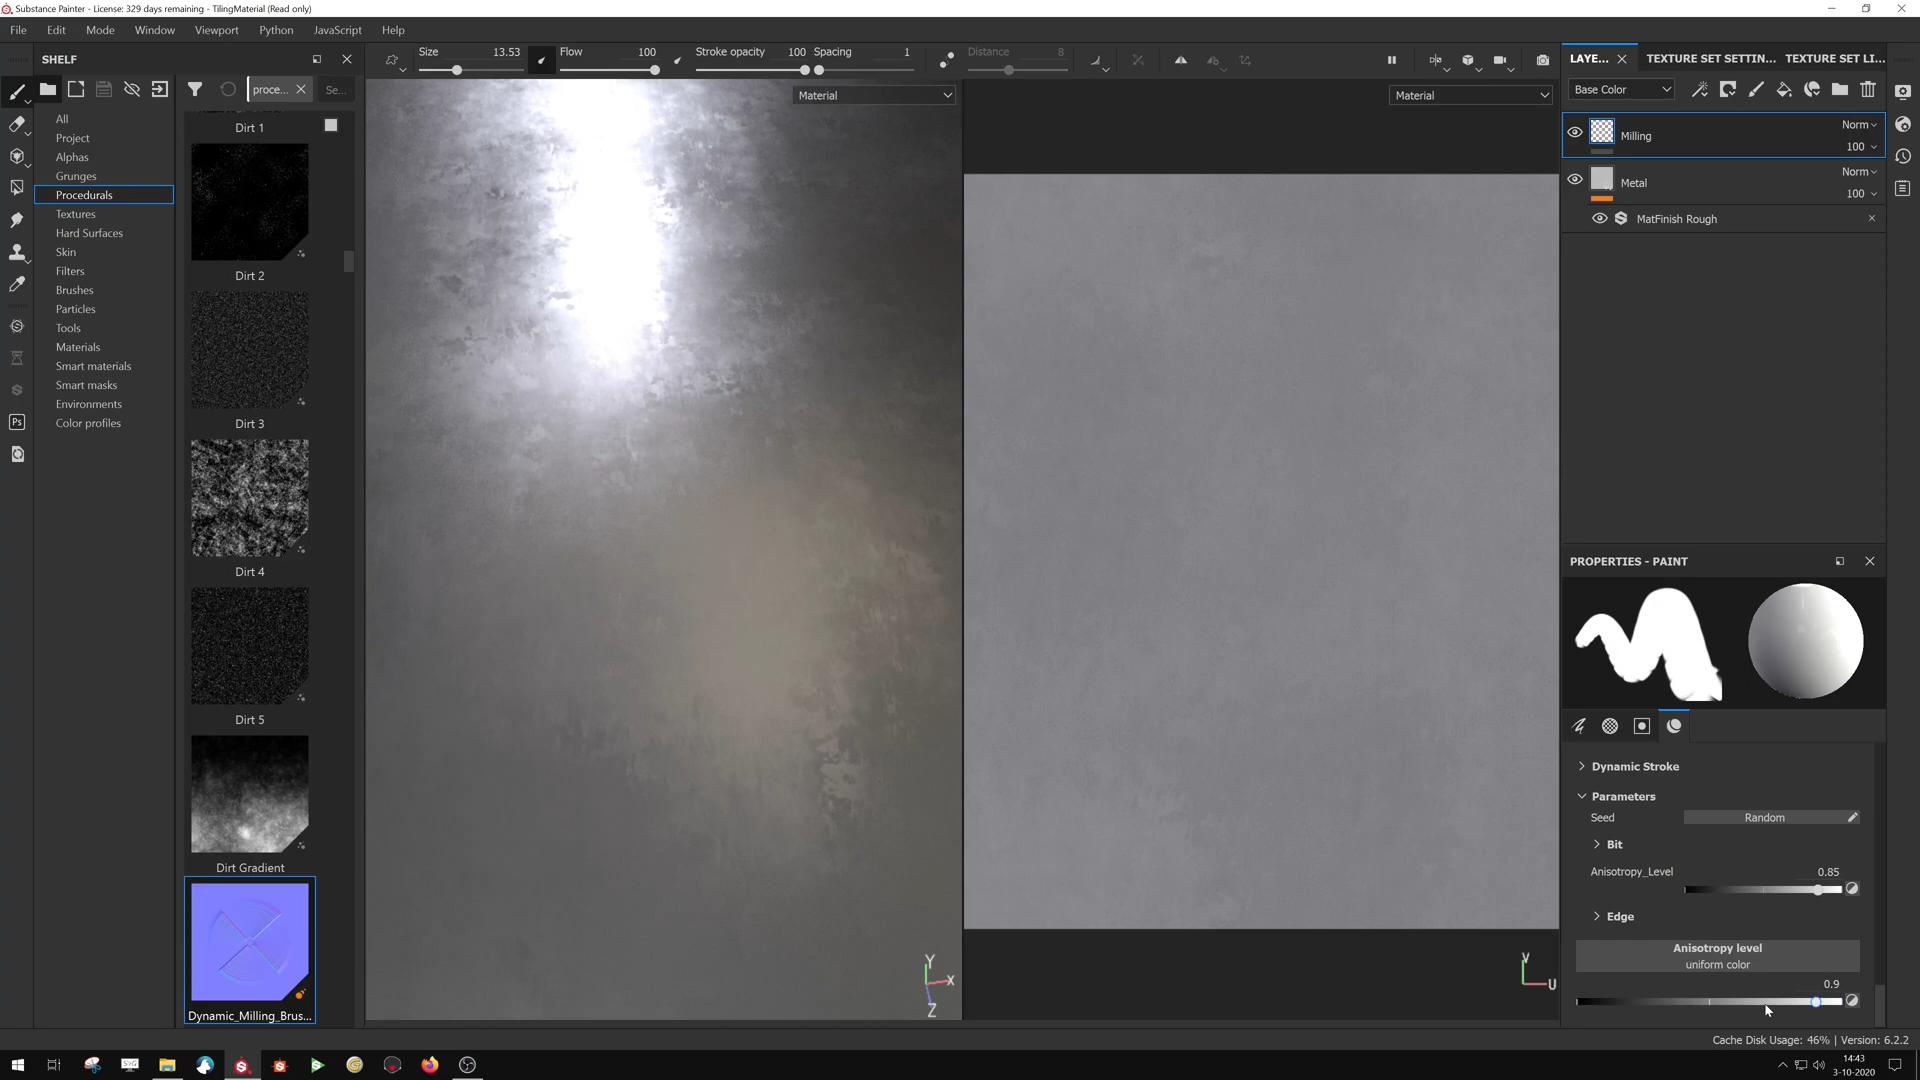 Substance Painter - License: 329 days remaining - TilingMaterial (Read only)
File Edit Mode Window Viewport Python JavaScript Help
SHELF
Size 13.53 Flow 100 Stroke opacity 100 Spacing 1 Distance 8
LAYE... TEXTURE SET SETTIN... TEXTURE SET LI...
proce... Se...
Base Color
Material
Material
All
Project
Alphas
Grunges
Procedurals
Textures
Hard Surfaces
Skin
Filters
Brushes
Particles
Tools
Materials
Smart materials
Smart masks
Environments
Color profiles
Ps
Dirt 1
Dirt 2
Dirt 3
Dirt 4
Dirt 5
Dirt Gradient
Dynamic_Milling_Brus...
Y
X
Z
V
U
Milling Norm
100
Metal Norm
100
MatFinish Rough
PROPERTIES - PAINT
Dynamic Stroke
Parameters
Seed Random
Bit
Anisotropy_Level 0.85
Edge
Anisotropy level
uniform color
0.9
Cache Disk Usage: 46% | Version: 6.2.2
14:43
3-10-2020